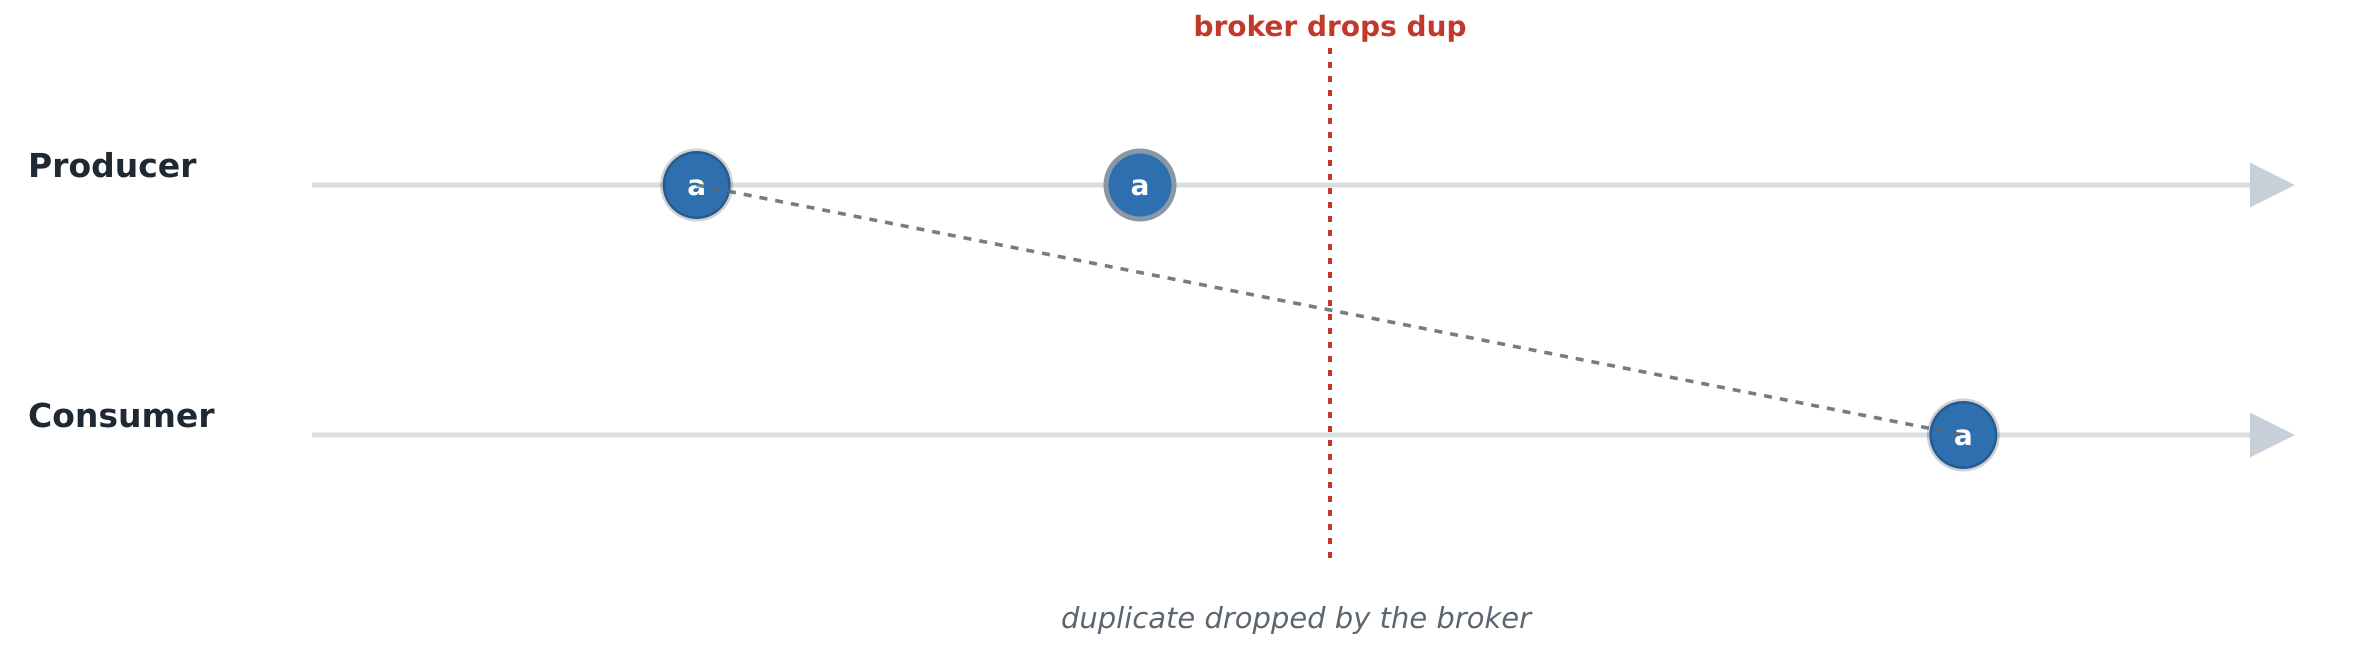 broker drops dup
Producer
a
a
Consumer
a
duplicate dropped by the broker